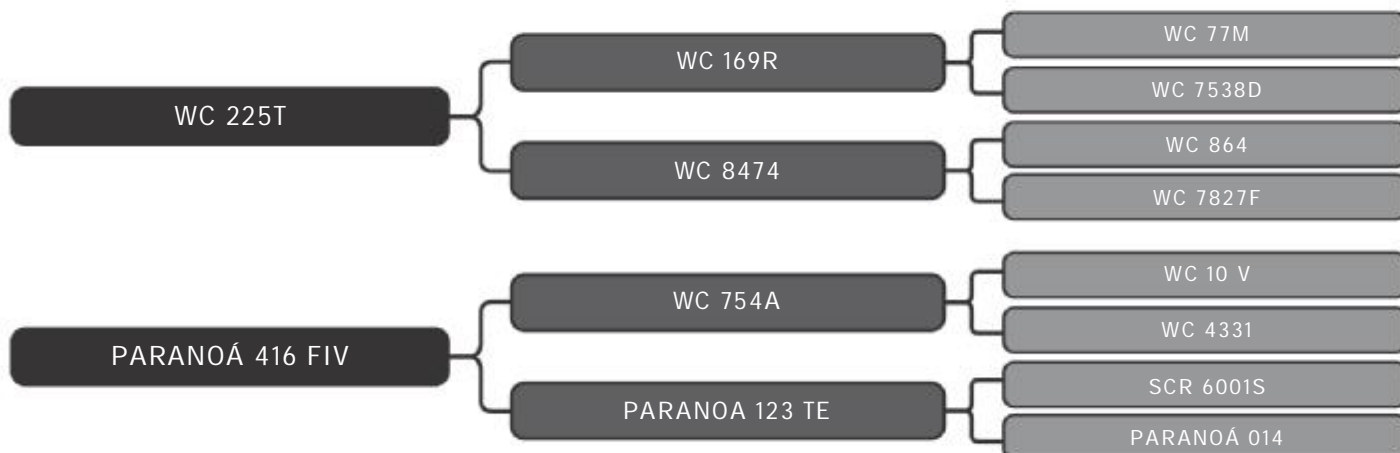 WC 225T
WC 169R
WC 77M
WC 7538D
WC 8474
WC 864
WC 7827F
PARANOÁ 416 FIV
WC 754A
WC 10 V
WC 4331
PARANOA 123 TE
SCR 6001S
PARANOÁ 014